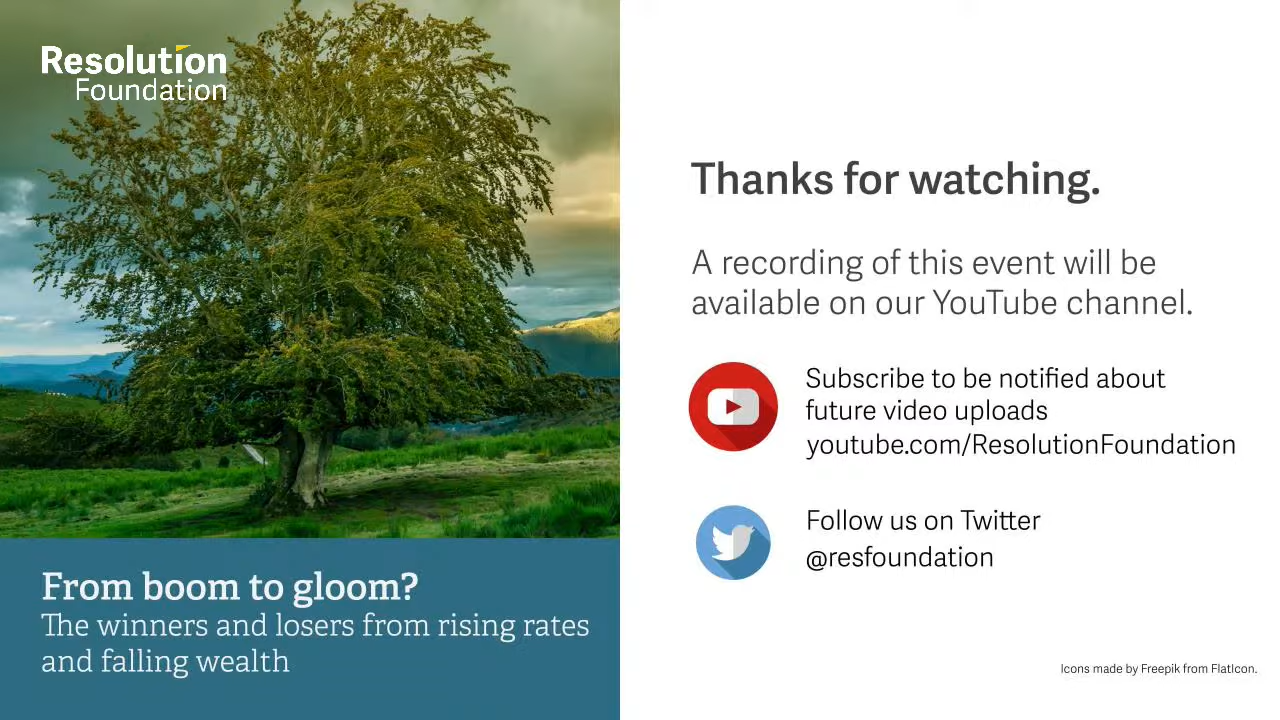 Resolution
Foundation
From boom to gloom?
The winners and losers from rising rates
and falling wealth
Thanks for watching.
A recording of this event will be
available on our YouTube channel.
Subscribe to be notified about
future video uploads
youtube.com/ResolutionFoundation
Follow us on Twitter
@resfoundation
Icons made by Freepik from FlatIcon.